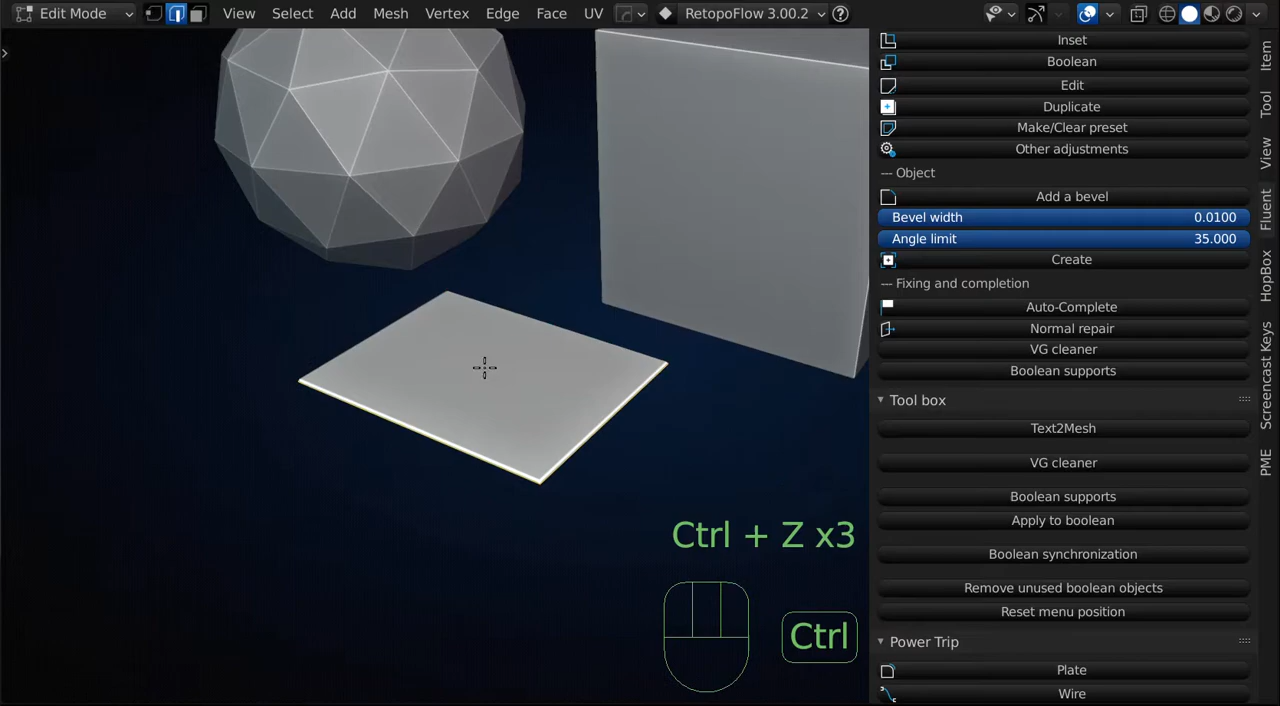 Edit Mode View Select Add Mesh Vertex Edge Face UV RetopoFlow 3.00.2
Inset
Boolean
Edit
Duplicate
Make/Clear preset
Other adjustments
--- Object
Add a bevel
Bevel width 0.0100
Angle limit 35.000
Create
--- Fixing and completion
Auto-Complete
Normal repair
VG cleaner
Boolean supports
Tool box
Text2Mesh
VG cleaner
Boolean supports
Apply to boolean
Boolean synchronization
Remove unused boolean objects
Reset menu position
Power Trip
Plate
Wire
Item
Tool
View
Fluent
HopBox
Screencast Keys
PME
Ctrl + Z x3
Ctrl